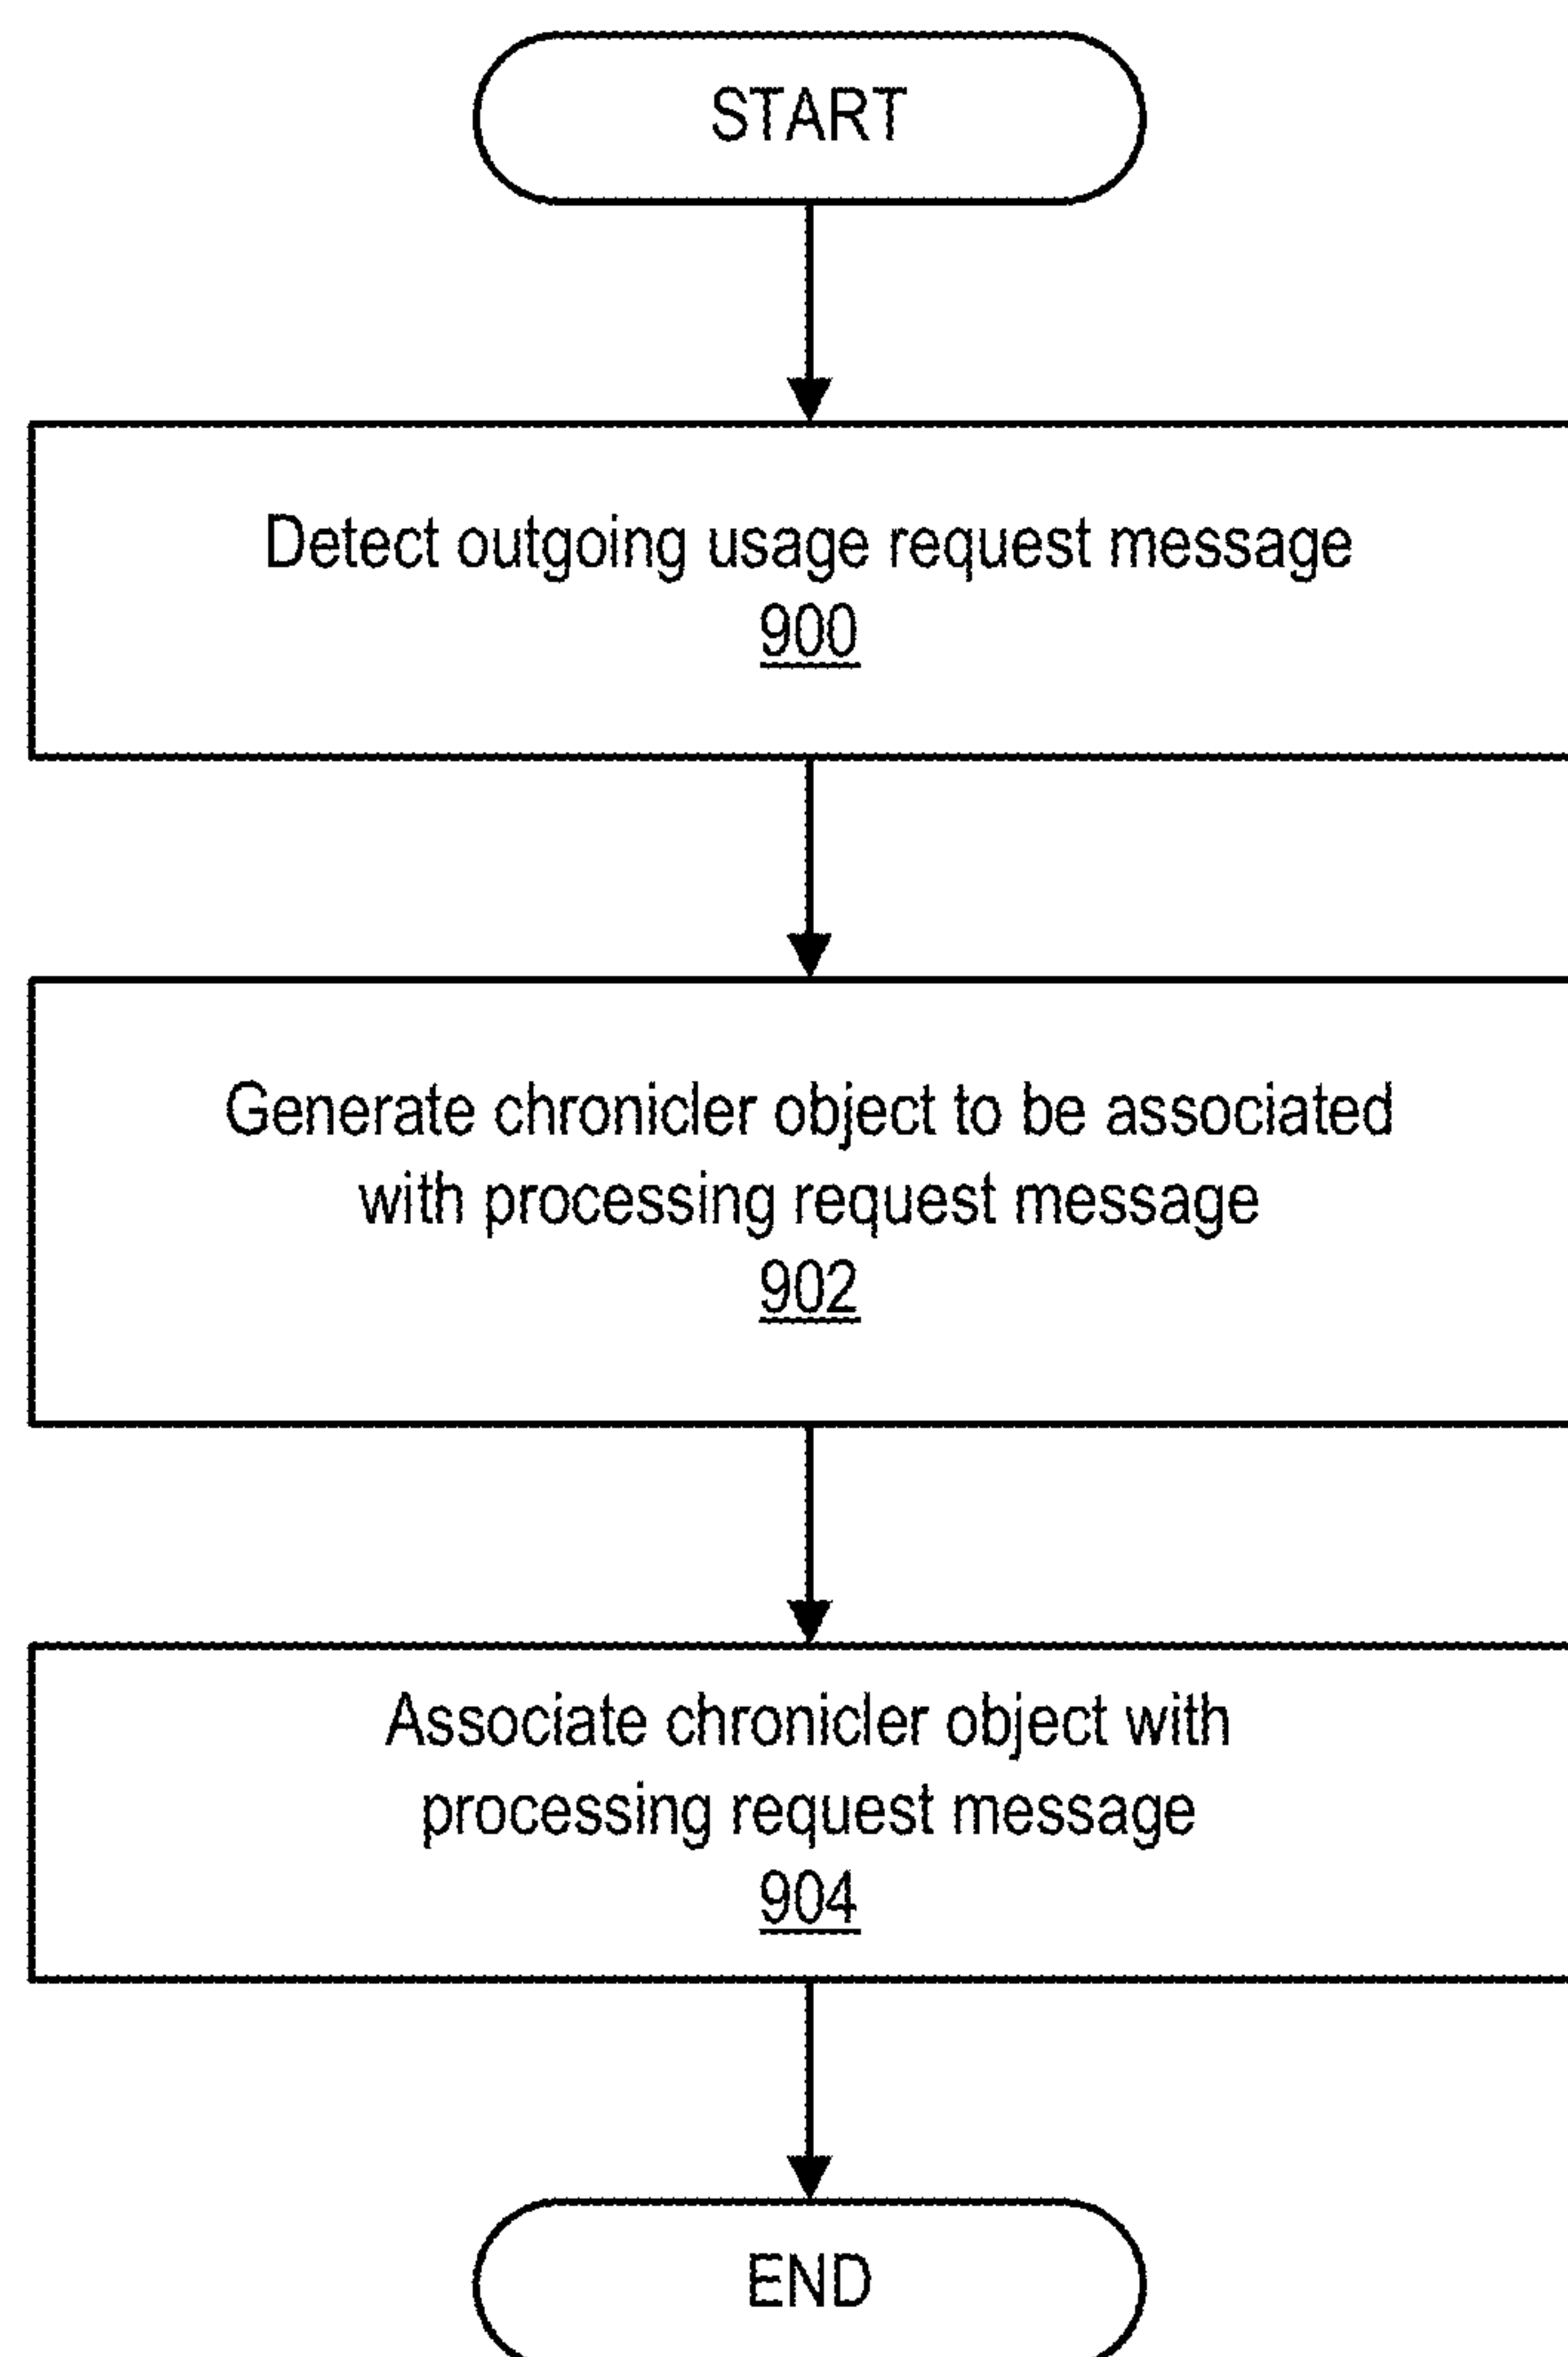 START
Detect outgoing usage request message
900
Generate chronicler object to be associated
with processing request message
902
Associate chronicler object with
processing request message
904
END